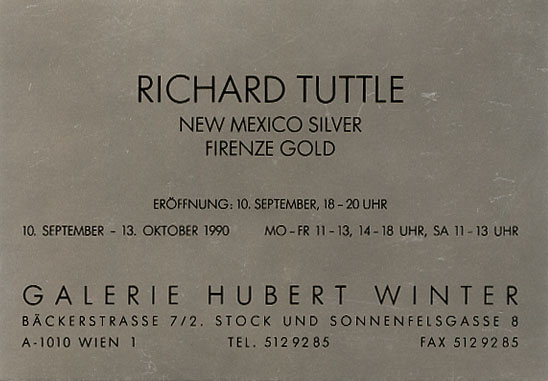 RICHARD TUTTLE
NEW MEXICO SILVER
FIRENZE GOLD
ERÖFFNUNG: 10. SEPTEMBER, 18 – 20 UHR
10. SEPTEMBER – 13. OKTOBER 1990 MO – FR 11 – 13, 14 – 18 UHR, SA 11 – 13 UHR
GALERIE HUBERT WINTER
BÄCKERSTRASSE 7/2. STOCK UND SONNENFELSGASSE 8
A-1010 WIEN 1 TEL. 5129285 FAX 5129285